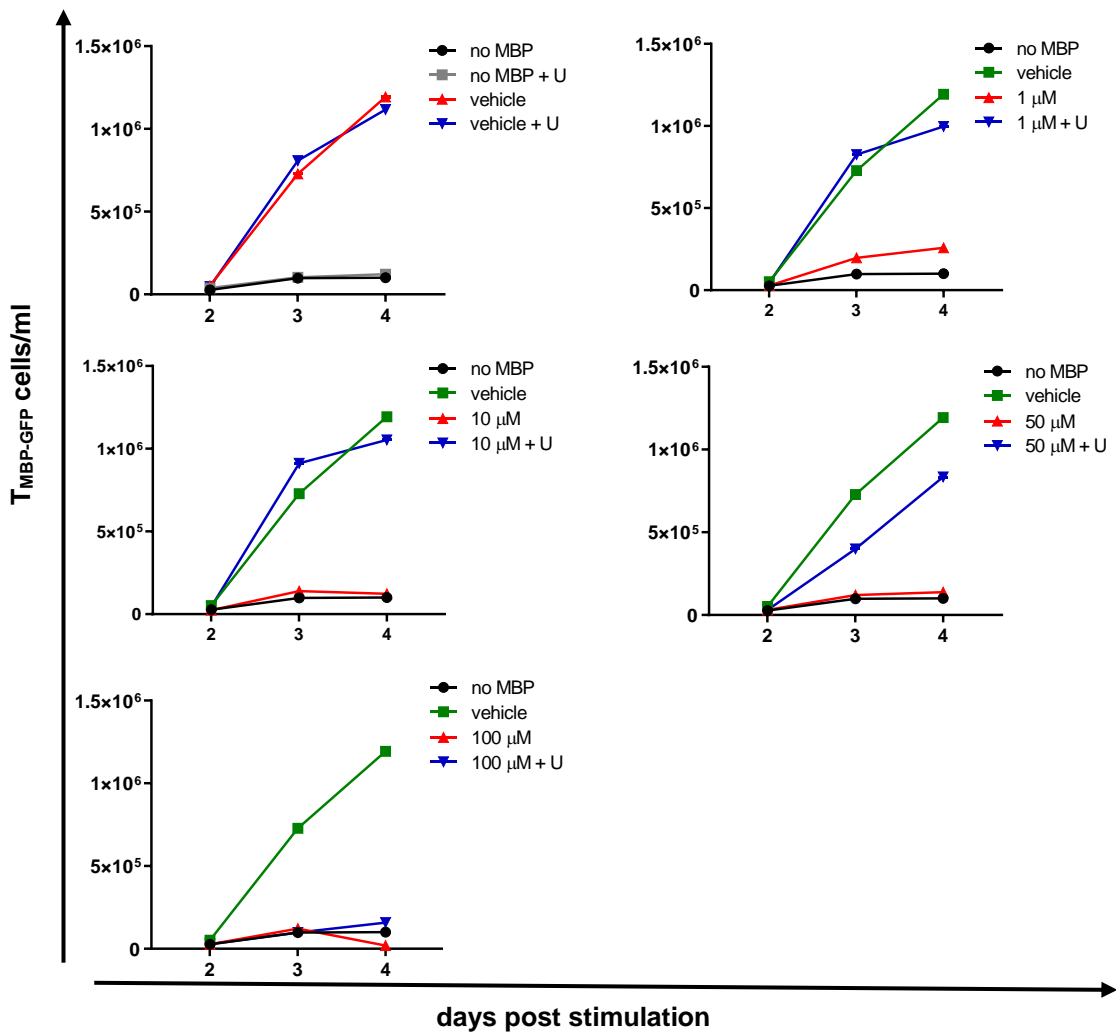 T_MBP-GFP cells/ml
1.5×10⁶
1×10⁶
5×10⁵
0
2 3 4
no MBP
no MBP + U
vehicle
vehicle + U
1.5×10⁶
1×10⁶
5×10⁵
0
2 3 4
no MBP
vehicle
1 μM
1 μM + U
1.5×10⁶
1×10⁶
5×10⁵
0
2 3 4
no MBP
vehicle
10 μM
10 μM + U
1.5×10⁶
1×10⁶
5×10⁵
0
2 3 4
no MBP
vehicle
50 μM
50 μM + U
1.5×10⁶
1×10⁶
5×10⁵
0
2 3 4
no MBP
vehicle
100 μM
100 μM + U
days post stimulation